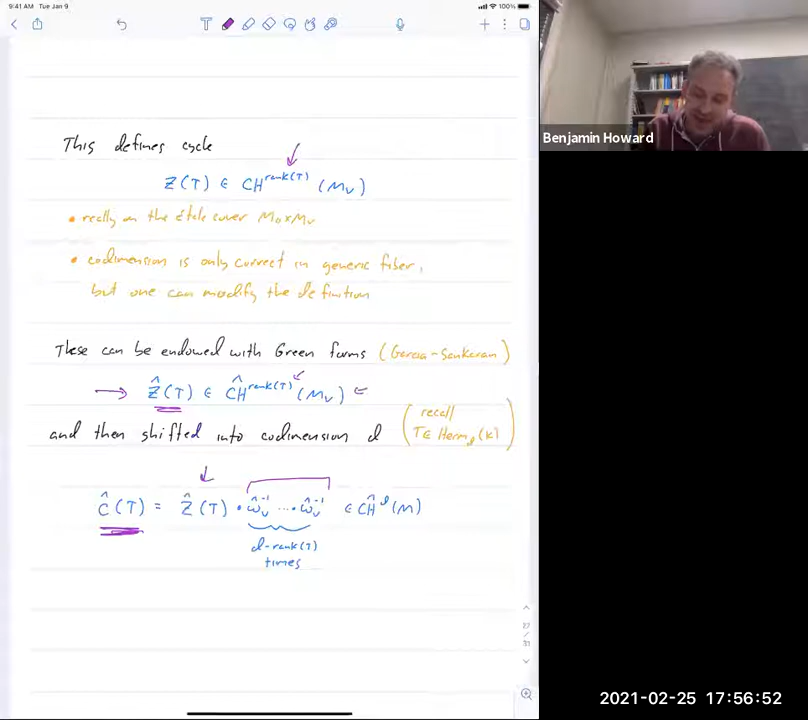 9:41 AM Tue Jan 9
100%
This defines cycle
Z(T) ∈ CH^rank(T) (M_V)
• really on the étale cover M_0 × M_V
• codimension is only correct in generic fiber,
but one can modify the definition
These can be endowed with Green forms (Garcia-Sankaran)
→ Ẑ(T) ∈ ĈH^rank(T) (M_V) ←
and then shifted into codimension d (recall T ∈ Herm_d(k))
Ĉ(T) = Ẑ(T) · ω̂_V^-1 ··· ω̂_V^-1 ∈ ĈH^d(M)
d-rank(T)
times
27
/
31
Benjamin Howard
2021-02-25 17:56:52